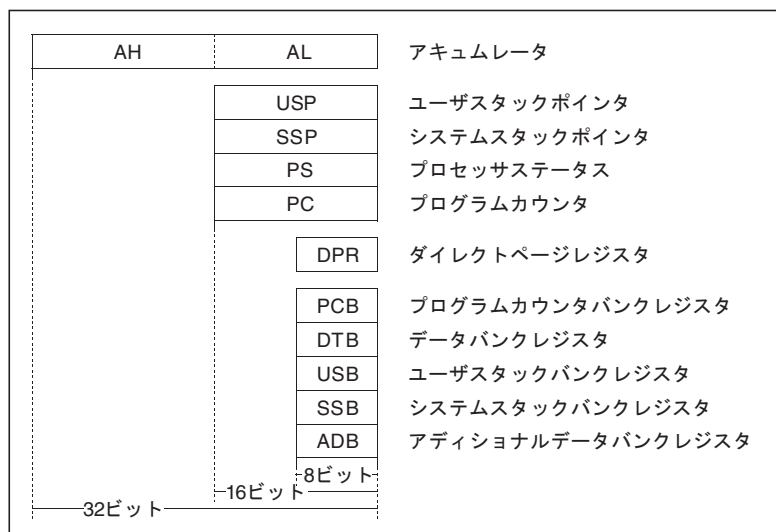 AH AL アキュムレータ
USP ユーザスタックポインタ
SSP システムスタックポインタ
PS プロセッサステータス
PC プログラムカウンタ
DPR ダイレクトページレジスタ
PCB プログラムカウンタバンクレジスタ
DTB データバンクレジスタ
USB ユーザスタックバンクレジスタ
SSB システムスタックバンクレジスタ
ADB アディショナルデータバンクレジスタ
8ビット
16ビット
32ビット